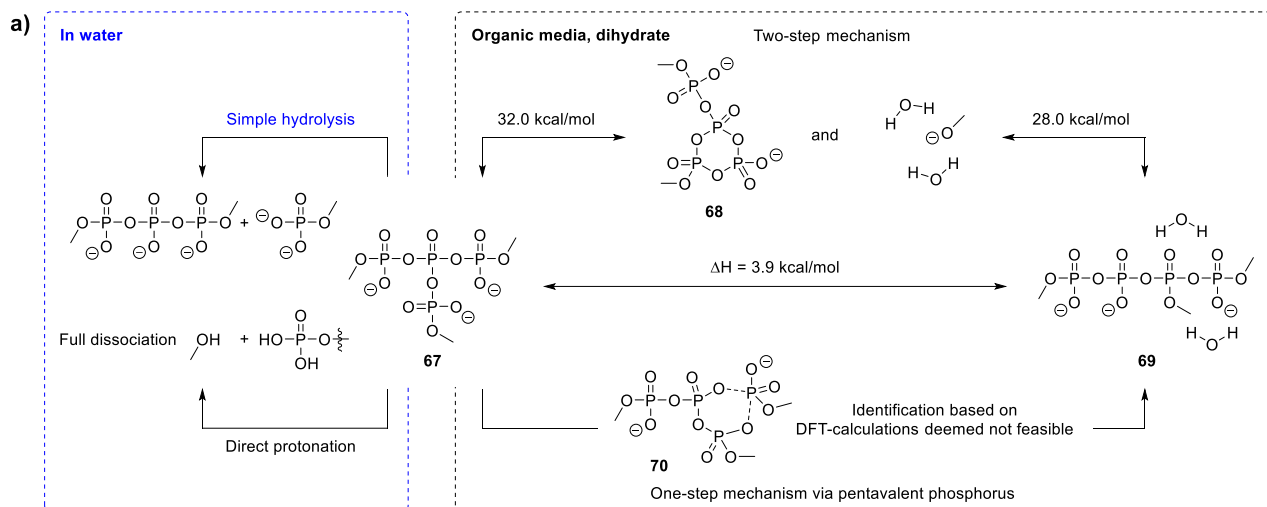 a)
In water
Organic media, dihydrate
Two-step mechanism
Simple hydrolysis
32.0 kcal/mol
and
28.0 kcal/mol
68
+
ΔH = 3.9 kcal/mol
Full dissociation
OH
+
67
69
Direct protonation
70
Identification based on
DFT-calculations deemed not feasible
One-step mechanism via pentavalent phosphorus